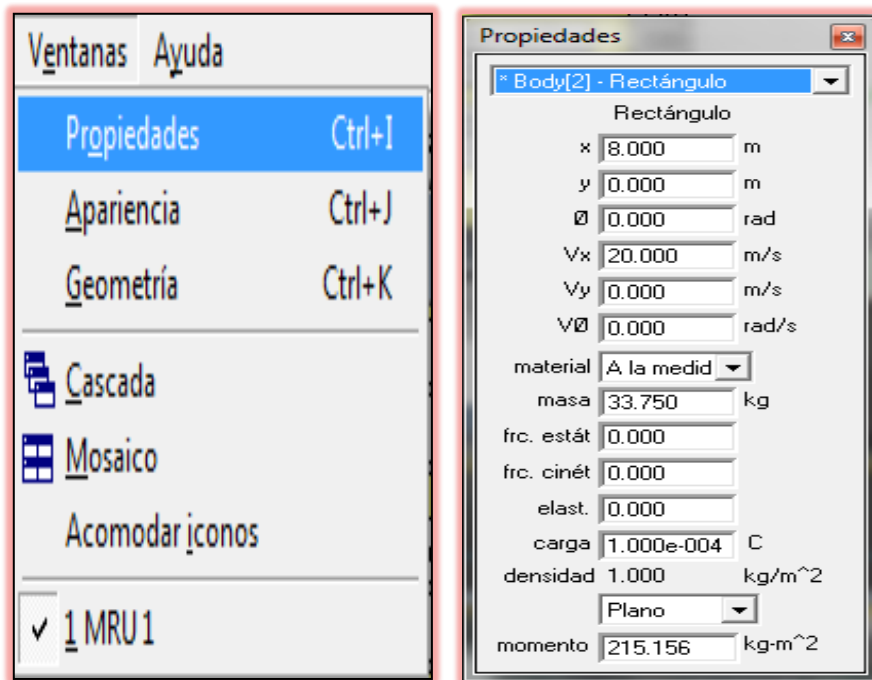 Ventanas Ayuda
Propiedades Ctrl+I
Apariencia Ctrl+J
Geometría Ctrl+K
Cascada
Mosaico
Acomodar iconos
1 MRU 1
Propiedades
* Body[2] - Rectángulo
Rectángulo
x 8.000 m
y 0.000 m
Ø 0.000 rad
Vx 20.000 m/s
Vy 0.000 m/s
VØ 0.000 rad/s
material A la medid
masa 33.750 kg
frc. estát 0.000
frc. cinét 0.000
elast. 0.000
carga 1.000e-004 C
densidad 1.000 kg/m^2
Plano
momento 215.156 kg-m^2